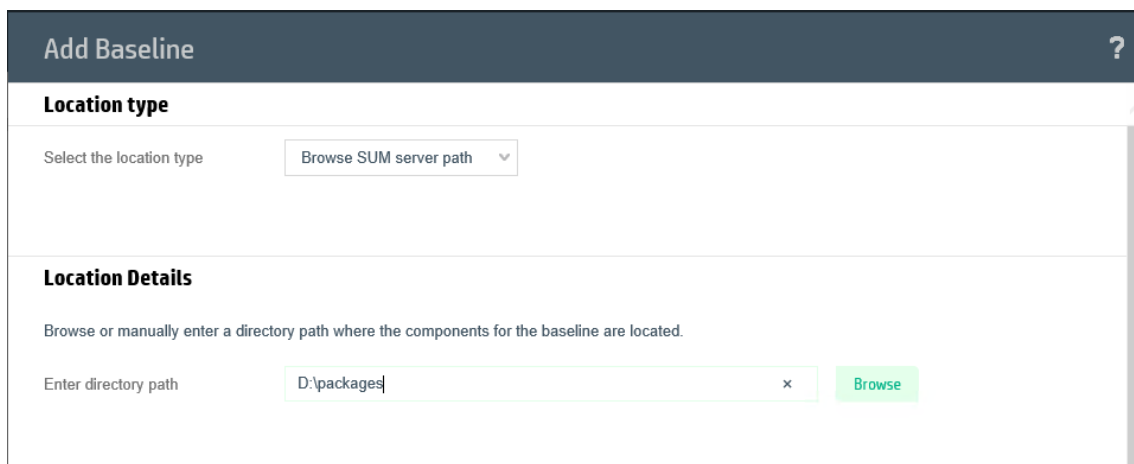 Add Baseline ?
Location type
Select the location type Browse SUM server path
Location Details
Browse or manually enter a directory path where the components for the baseline are located.
Enter directory path D:\packages × Browse